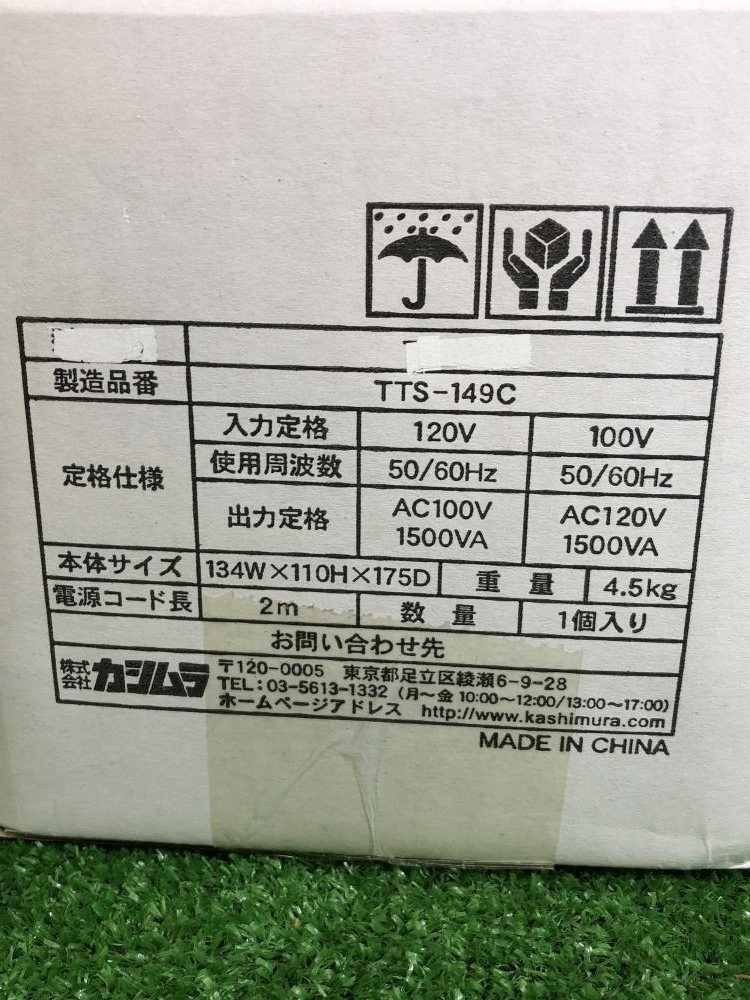 製造品番 TTS-149C
定格仕様 入力定格 120V 100V
使用周波数 50/60Hz 50/60Hz
出力定格 AC100V 1500VA AC120V 1500VA
本体サイズ 134W×110H×175D 重量 4.5kg
電源コード長 2m 数量 1個入り
お問い合わせ先
株式会社 カシムラ 〒120-0005 東京都足立区綾瀬6-9-28
TEL:03-5613-1332 (月~金 10:00~12:00/13:00~17:00)
ホームページアドレス http://www.kashimura.com
MADE IN CHINA